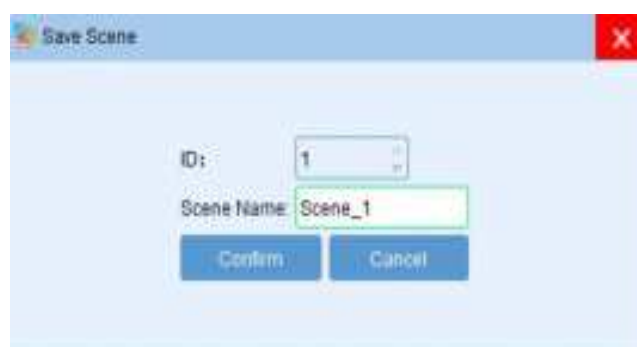 Save Scene
ID: 1
Scene Name: Scene_1
Confirm Cancel